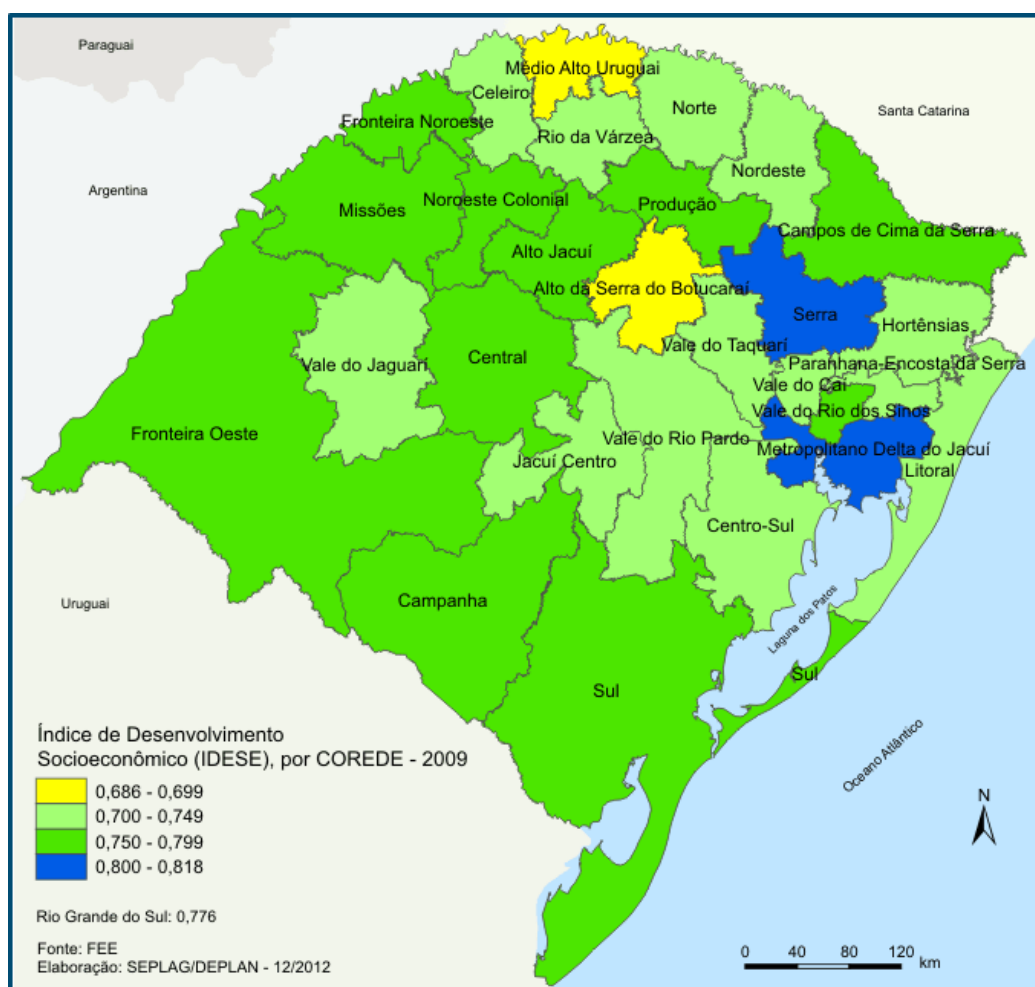 Paraguai
Médio Alto Uruguai
Celeiro
Norte
Santa Catarina
Fronteira Noroeste
Rio da Várzea
Nordeste
Argentina
Noroeste Colonial
Produção
Missões
Campos de Cima da Serra
Alto Jacuí
Alto da Serra do Botucaraí
Serra
Hortênsias
Vale do Taquarí
Central
Vale do Jaguarí
Paranhana-Encosta da Serra
Vale do Caí
Vale do Rio dos Sinos
Fronteira Oeste
Vale do Rio Pardo
Metropolitano Delta do Jacuí
Jacuí Centro
Litoral
Centro-Sul
Uruguai
Campanha
Laguna dos Patos
Sul
Sul
Oceano Atlântico
Índice de Desenvolvimento
Socioeconômico (IDESE), por COREDE - 2009
0,686 - 0,699
0,700 - 0,749
0,750 - 0,799
0,800 - 0,818
N
Rio Grande do Sul: 0,776
Fonte: FEE
Elaboração: SEPLAG/DEPLAN - 12/2012
0 40 80 120
km